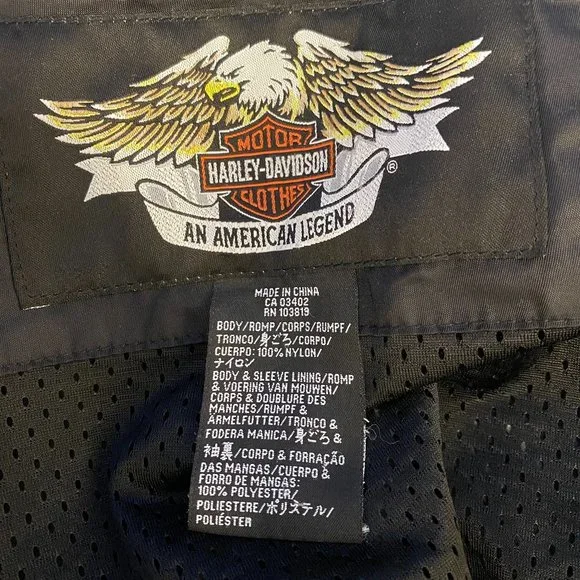 MOTOR
HARLEY-DAVIDSON
CLOTHES
®
AN AMERICAN LEGEND
MADE IN CHINA
CA 03402
RN 103819
BODY/ROMP/CORPS/RUMPF/
TRONCO/身ごろ/CORPO/
CUERPO: 100% NYLON/
ナイロン
BODY & SLEEVE LINING/ROMP
& VOERING VAN MOUWEN/
CORPS & DOUBLURE DES
MANCHES/RUMPF &
ARMELFUTTER/TRONCO &
FODERA MANICA/身ごろ &
袖裏/CORPO & FORRAÇÃO
DAS MANGAS/CUERPO &
FORRO DE MANGAS:
100% POLYESTER/
POLIESTERE/ポリステル/
POLIÉSTER